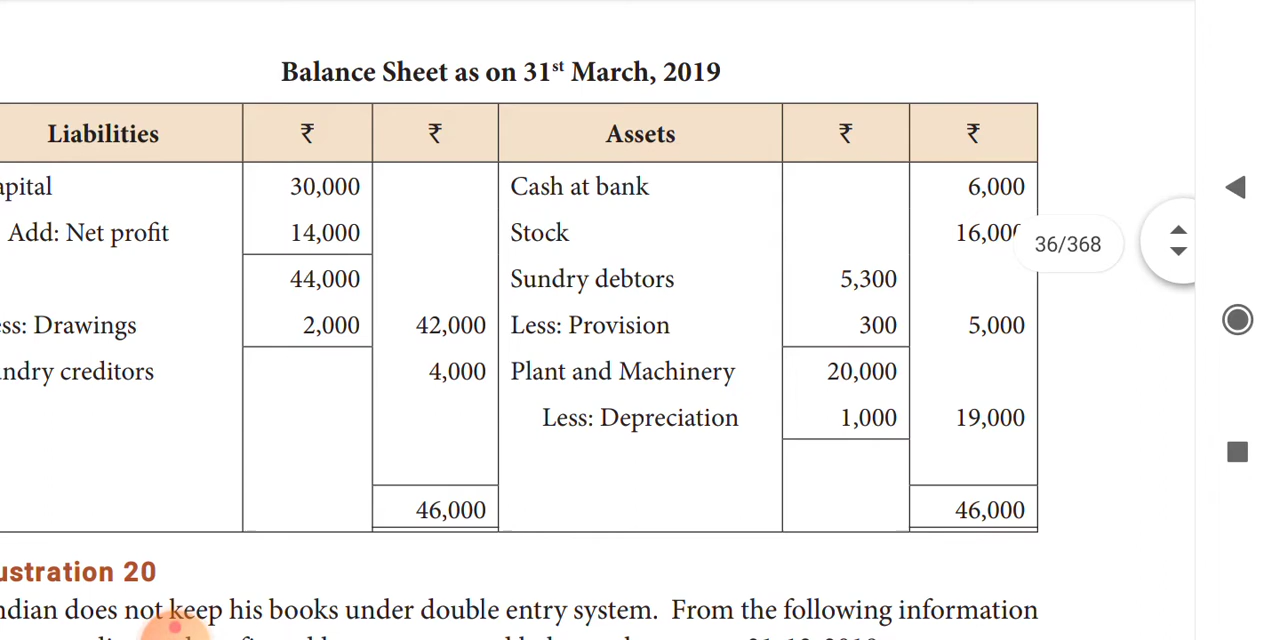 Balance Sheet as on 31st March, 2019
Liabilities ₹ ₹ Assets ₹ ₹
apital 30,000 Cash at bank 6,000
Add: Net profit 14,000 Stock 16,000
36/368
44,000 Sundry debtors 5,300
ess: Drawings 2,000 42,000 Less: Provision 300 5,000
ndry creditors 4,000 Plant and Machinery 20,000
Less: Depreciation 1,000 19,000
46,000 46,000
ustration 20
ndian does not keep his books under double entry system. From the following information